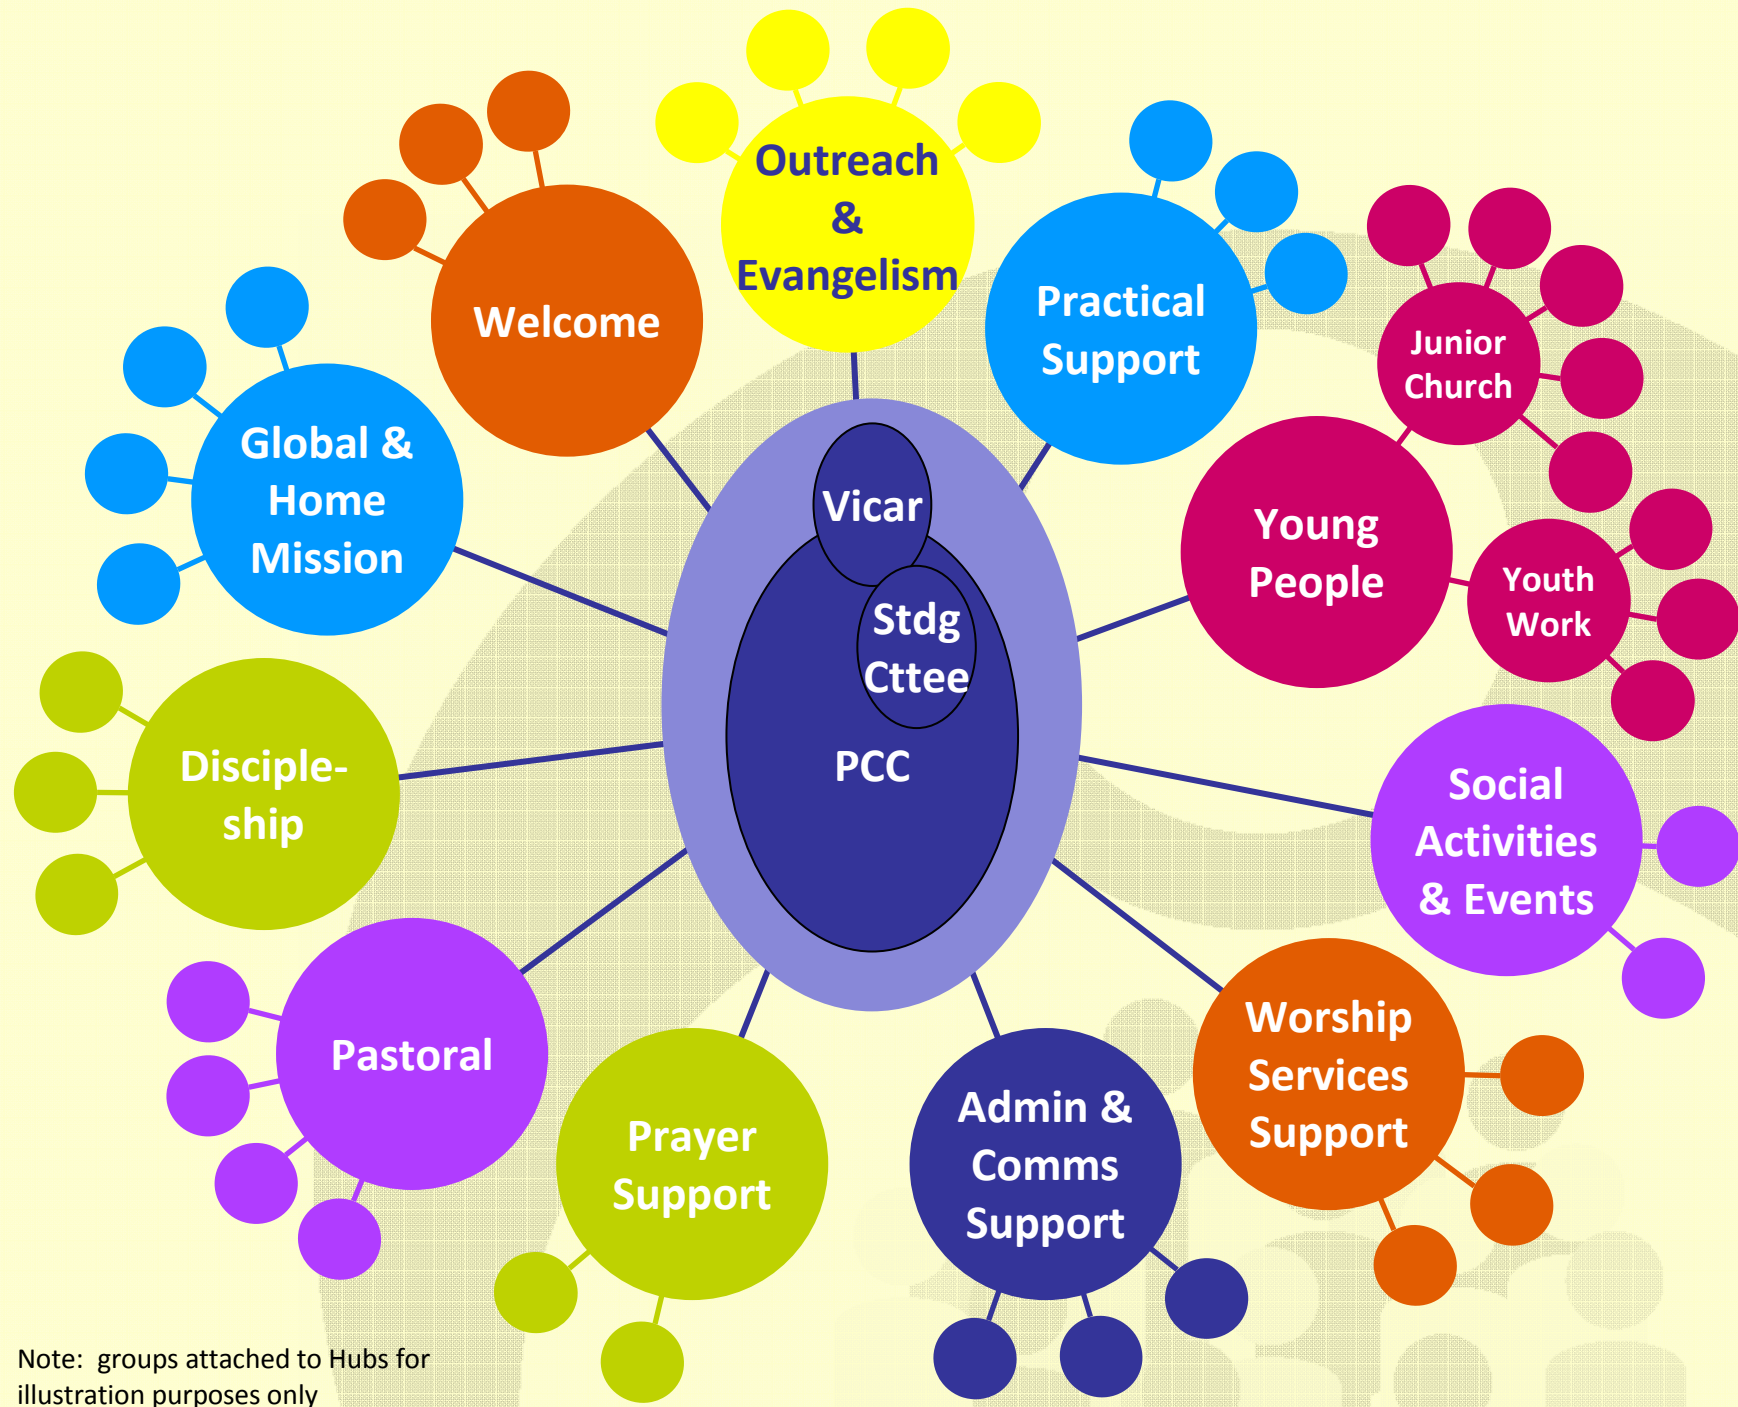 Outreach
&
Evangelism
Welcome
Practical
Support
Junior
Church
Global &
Home
Mission
Vicar
Young
People
Youth
Work
Stdg
Cttee
PCC
Disciple-
ship
Social
Activities
& Events
Pastoral
Prayer
Support
Admin &
Comms
Support
Worship
Services
Support
Note:  groups attached to Hubs for
illustration purposes only